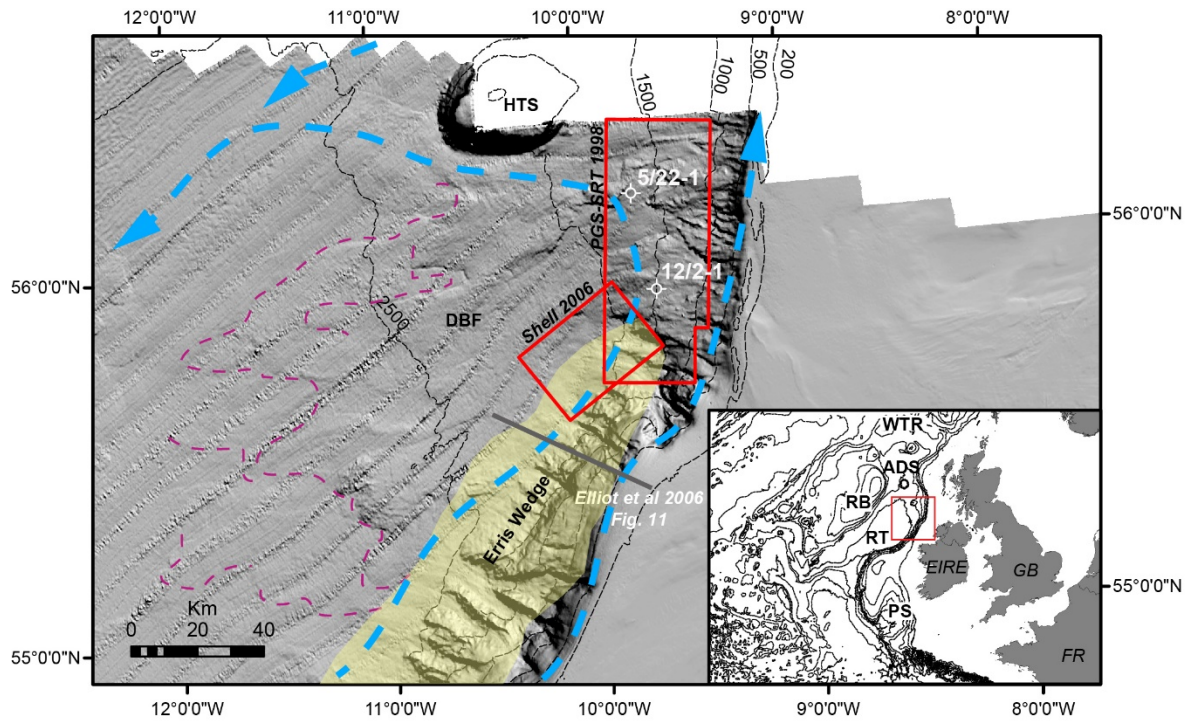 12°0'0"W 11°0'0"W 10°0'0"W 9°0'0"W 8°0'0"W
HTS
1500
1000
500
200
PGS-SRT 1998
5/22-1
56°0'0"N
56°0'0"N
12/2-1
2500
DBF
Shell 2006
Elliot et al 2006
Fig. 11
Erris Wedge
WTR
ADS
RB
RT
EIRE
GB
PS
FR
55°0'0"N
Km
0 20 40
55°0'0"N
12°0'0"W 11°0'0"W 10°0'0"W 9°0'0"W 8°0'0"W